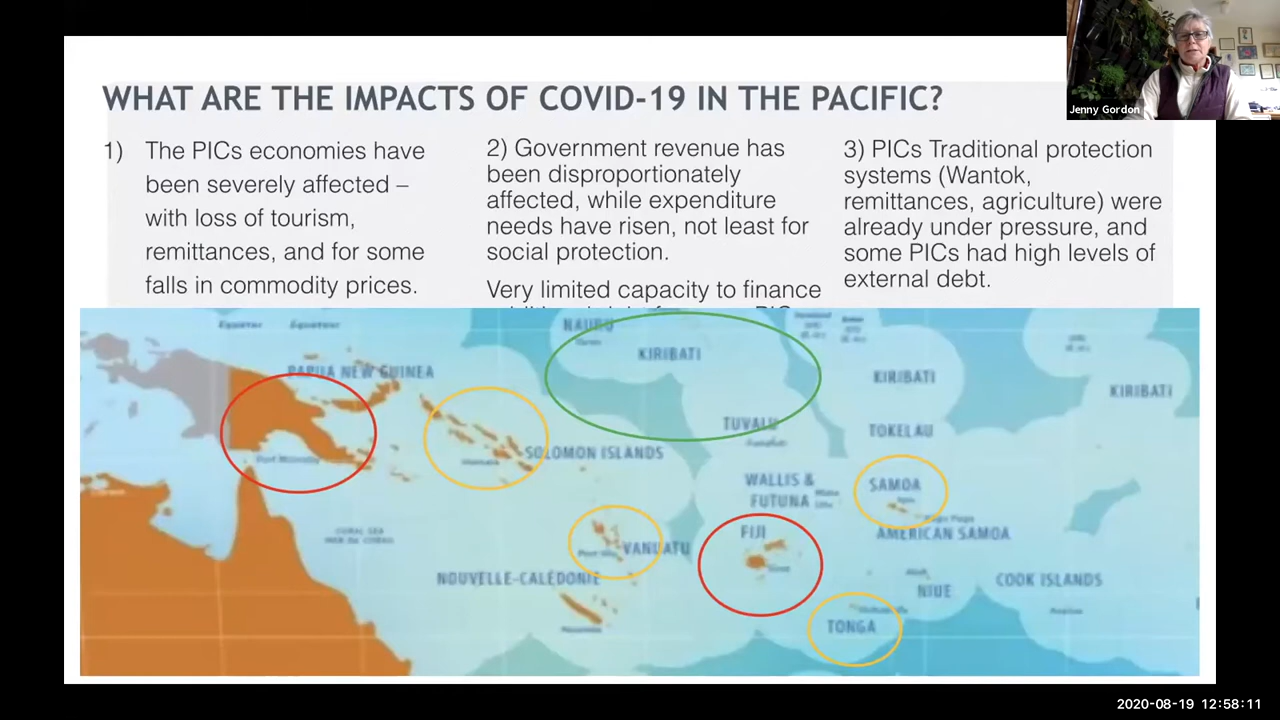 Jenny Gordon
WHAT ARE THE IMPACTS OF COVID-19 IN THE PACIFIC?
1) The PICs economies have
been severely affected –
with loss of tourism,
remittances, and for some
falls in commodity prices.
2) Government revenue has
been disproportionately
affected, while expenditure
needs have risen, not least for
social protection.
Very limited capacity to finance
3) PICs Traditional protection
systems (Wantok,
remittances, agriculture) were
already under pressure, and
some PICs had high levels of
external debt.
Equator
NAURU
KIRIBATI
PAPUA NEW GUINEA
KIRIBATI
KIRIBATI
TUVALU
TOKELAU
SOLOMON ISLANDS
WALLIS &
FUTUNA
SAMOA
FIJI
VANUATU
AMERICAN SAMOA
NOUVELLE-CALÉDONIE
NIUE
COOK ISLANDS
TONGA
2020-08-19 12:58:11